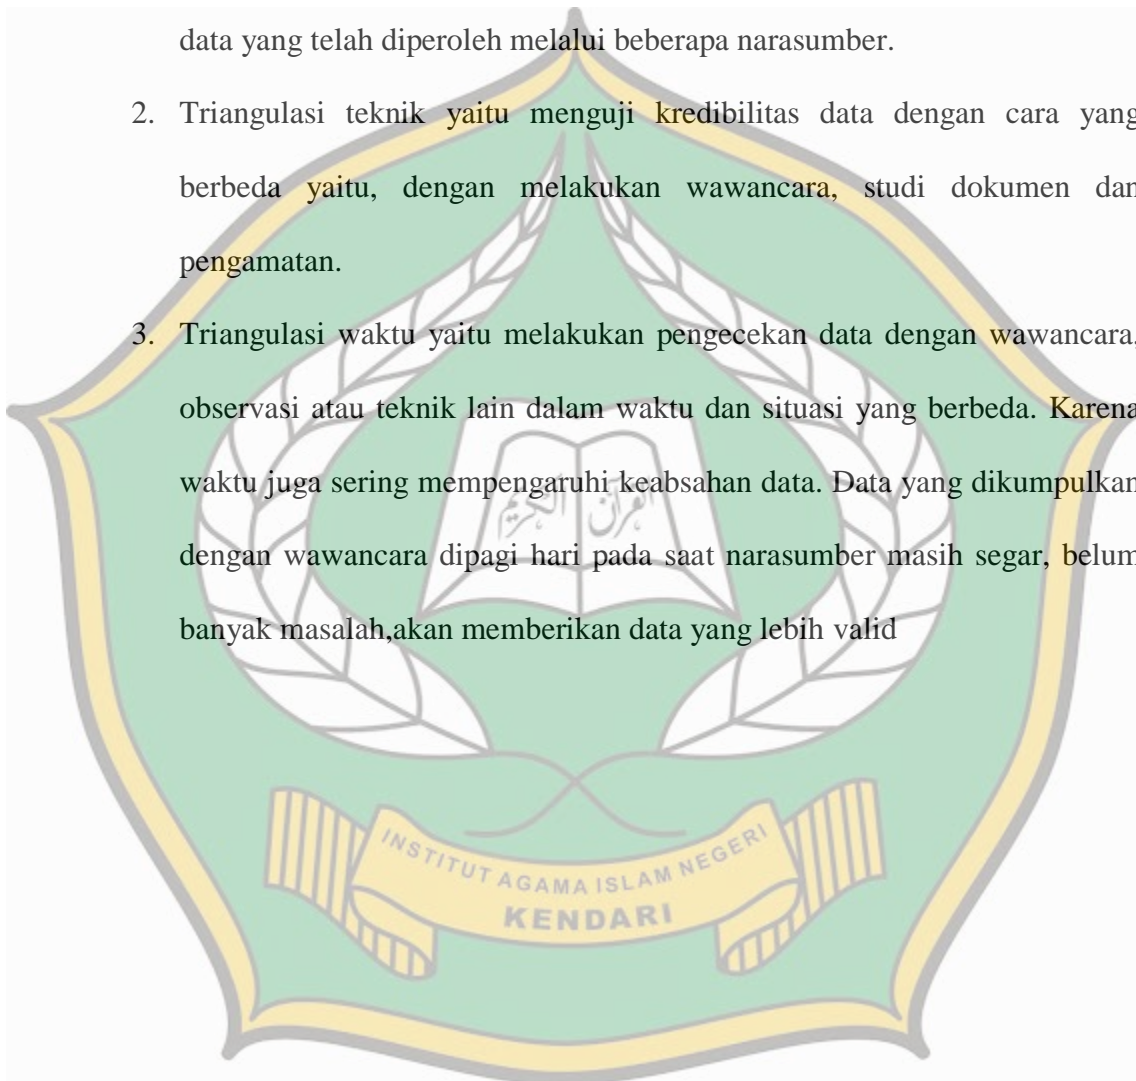 data yang telah diperoleh melalui beberapa narasumber.
2. Triangulasi teknik yaitu menguji kredibilitas data dengan cara yang
berbeda yaitu, dengan melakukan wawancara, studi dokumen dan
pengamatan.
3. Triangulasi waktu yaitu melakukan pengecekan data dengan wawancara,
observasi atau teknik lain dalam waktu dan situasi yang berbeda. Karena
waktu juga sering mempengaruhi keabsahan data. Data yang dikumpulkan
القرآن الكريم
dengan wawancara dipagi hari pada saat narasumber masih segar, belum
banyak masalah,akan memberikan data yang lebih valid
INSTITUT AGAMA ISLAM NEGERI
KENDARI